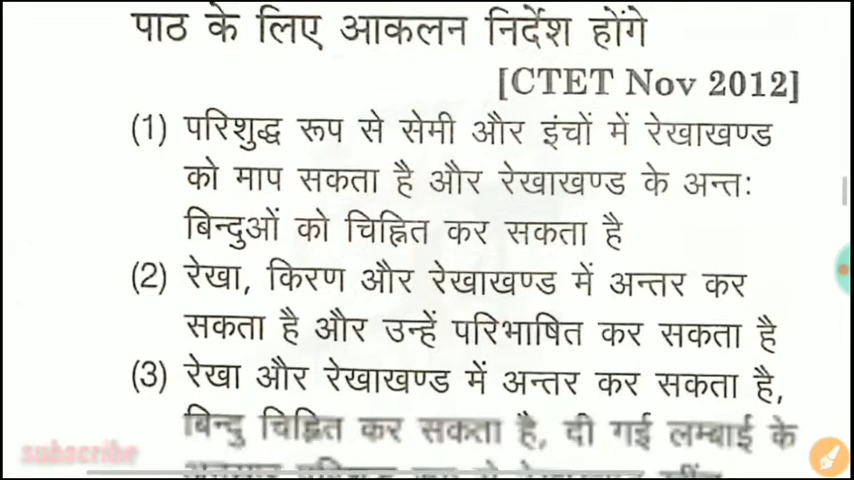 पाठ के लिए आकलन निर्देश होंगे
[CTET Nov 2012]
(1) परिशुद्ध रूप से सेमी और इंचों में रेखाखण्ड
को माप सकता है और रेखाखण्ड के अन्तः
बिन्दुओं को चिह्नित कर सकता है
(2) रेखा, किरण और रेखाखण्ड में अन्तर कर
सकता है और उन्हें परिभाषित कर सकता है
(3) रेखा और रेखाखण्ड में अन्तर कर सकता है,
बिन्दु चिह्नित कर सकता है, दी गई लम्बाई के
subscribe